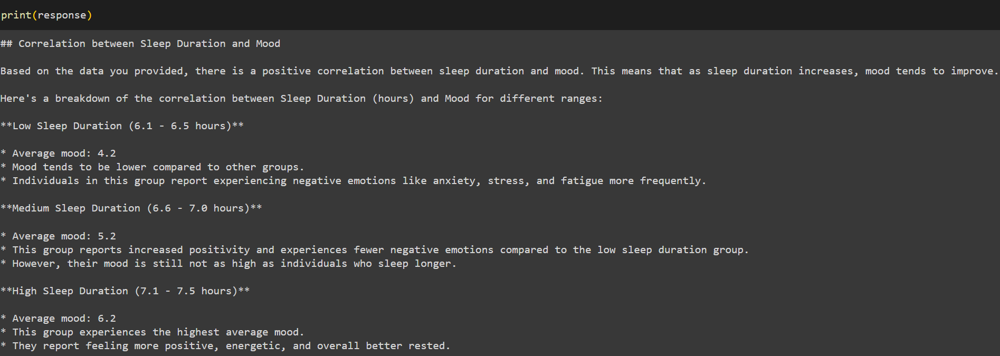 print(response)
## Correlation between Sleep Duration and Mood
Based on the data you provided, there is a positive correlation between sleep duration and mood. This means that as sleep duration increases, mood tends to improve.
Here's a breakdown of the correlation between Sleep Duration (hours) and Mood for different ranges:
**Low Sleep Duration (6.1 - 6.5 hours)**
* Average mood: 4.2
* Mood tends to be lower compared to other groups.
* Individuals in this group report experiencing negative emotions like anxiety, stress, and fatigue more frequently.
**Medium Sleep Duration (6.6 - 7.0 hours)**
* Average mood: 5.2
* This group reports increased positivity and experiences fewer negative emotions compared to the low sleep duration group.
* However, their mood is still not as high as individuals who sleep longer.
**High Sleep Duration (7.1 - 7.5 hours)**
* Average mood: 6.2
* This group experiences the highest average mood.
* They report feeling more positive, energetic, and overall better rested.